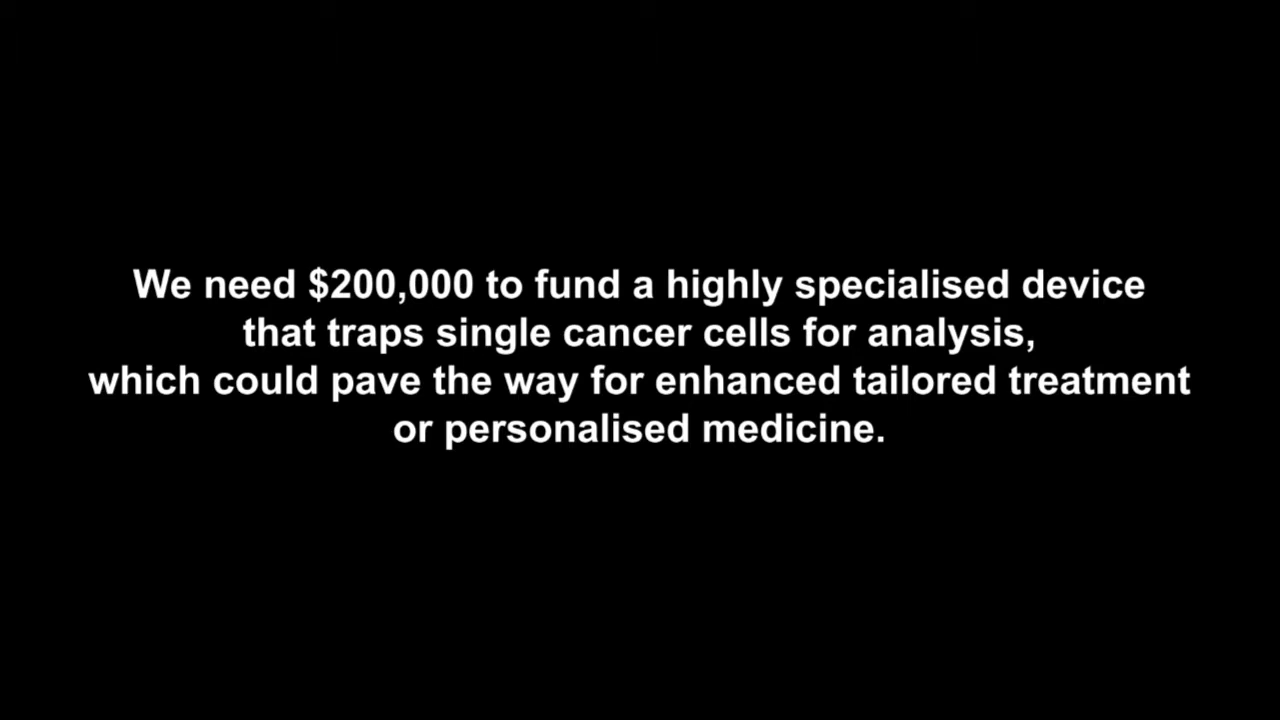 We need $200,000 to fund a highly specialised device
that traps single cancer cells for analysis,
which could pave the way for enhanced tailored treatment
or personalised medicine.